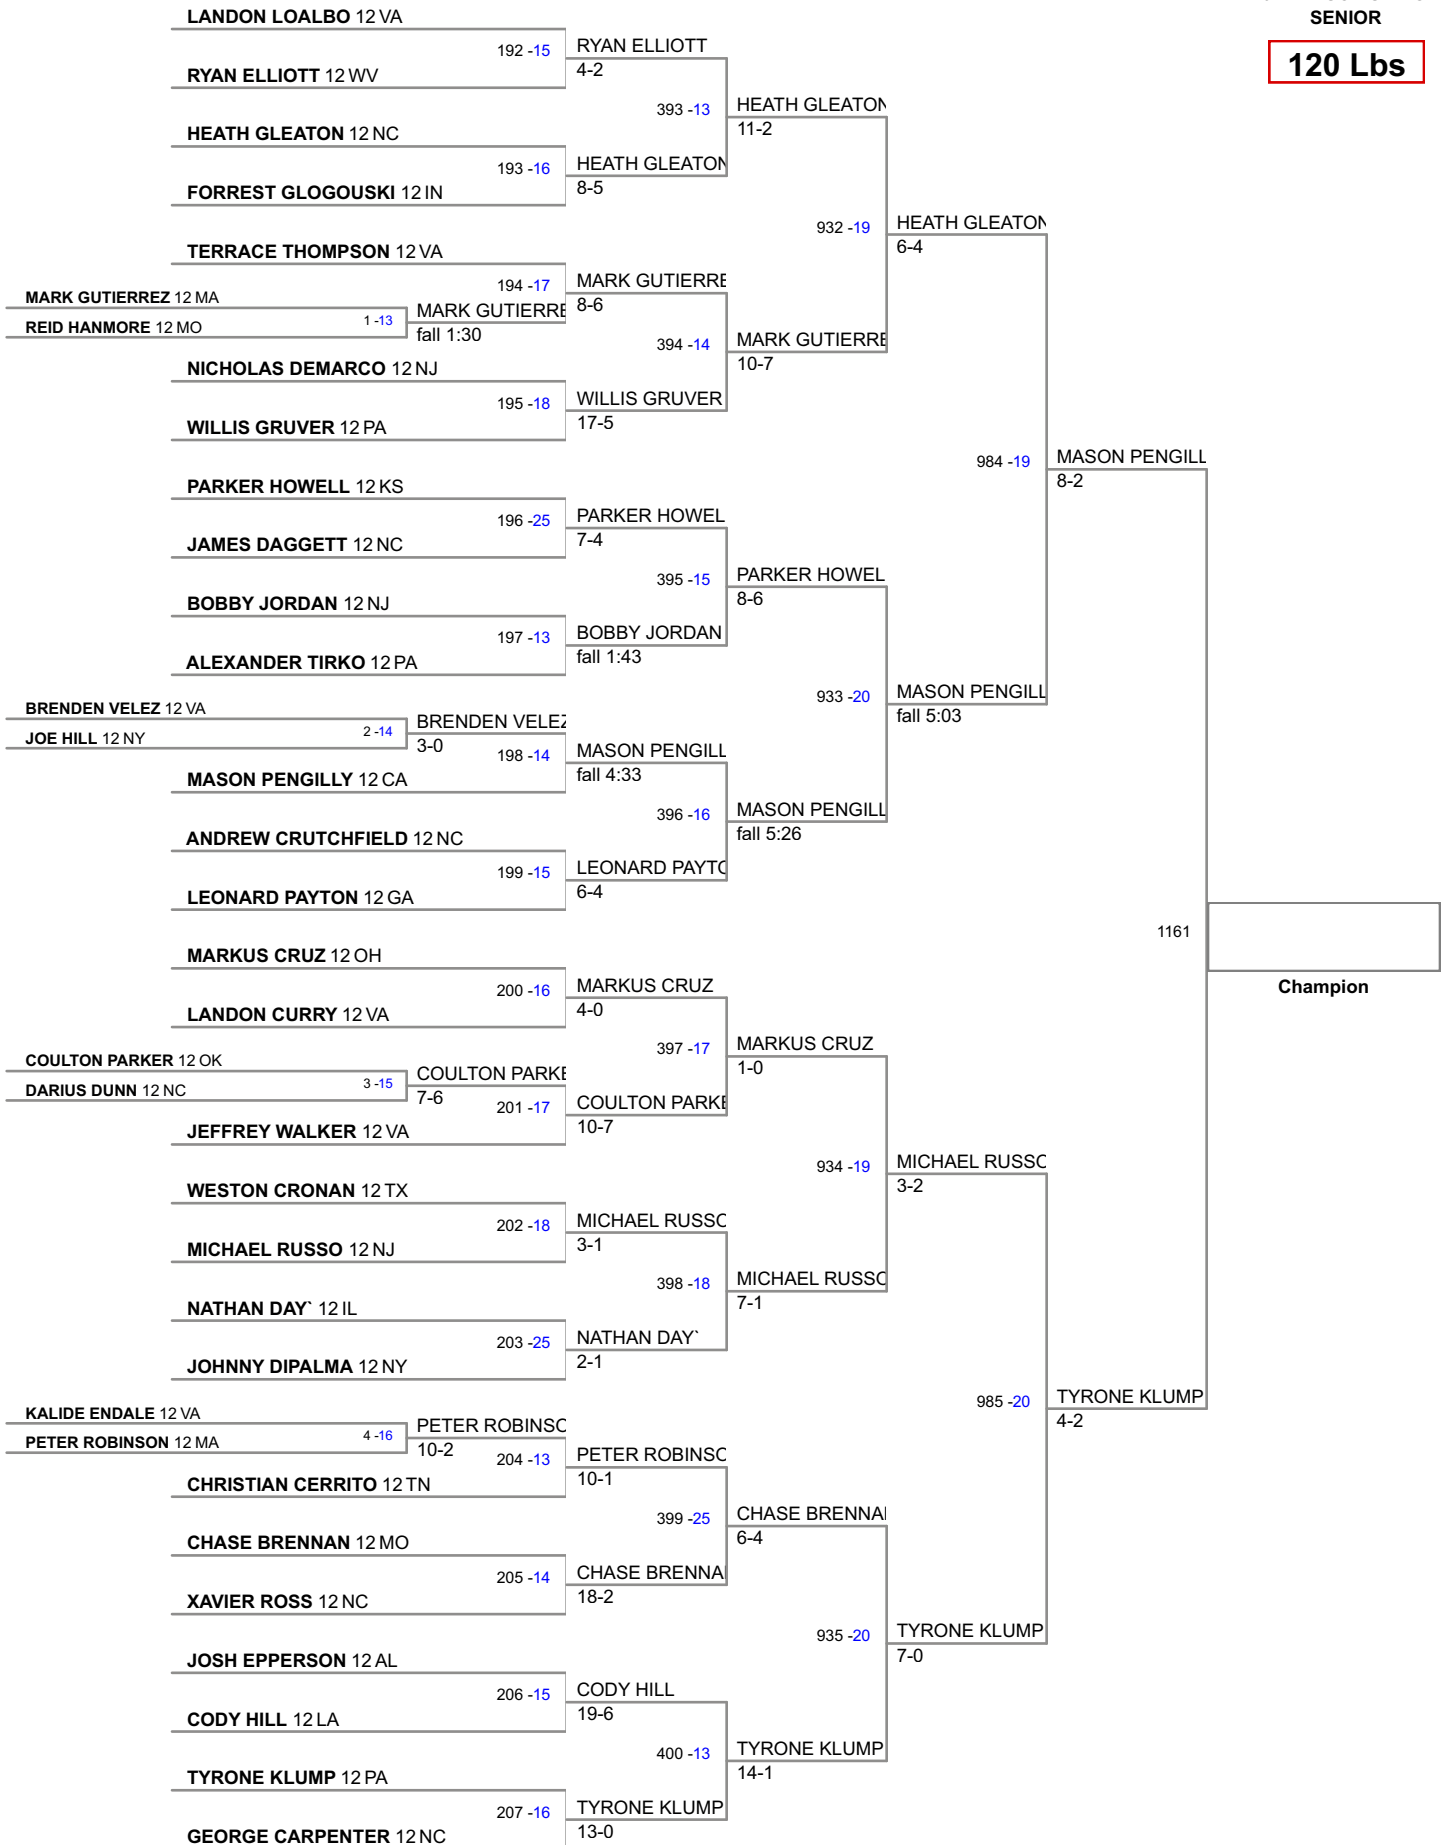 SENIOR
120 Lbs
LANDON LOALBO 12 VA
192 -15
RYAN ELLIOTT
4-2
RYAN ELLIOTT 12 WV
393 -13
HEATH GLEATON
11-2
HEATH GLEATON 12 NC
193 -16
HEATH GLEATON
8-5
FORREST GLOGOUSKI 12 IN
932 -19
HEATH GLEATON
6-4
TERRACE THOMPSON 12 VA
194 -17
MARK GUTIERRE
8-6
MARK GUTIERREZ 12 MA
1 -13
MARK GUTIERRE
fall 1:30
REID HANMORE 12 MO
394 -14
MARK GUTIERRE
10-7
NICHOLAS DEMARCO 12 NJ
195 -18
WILLIS GRUVER
17-5
WILLIS GRUVER 12 PA
984 -19
MASON PENGILL
8-2
PARKER HOWELL 12 KS
196 -25
PARKER HOWEL
7-4
JAMES DAGGETT 12 NC
395 -15
PARKER HOWEL
8-6
BOBBY JORDAN 12 NJ
197 -13
BOBBY JORDAN
fall 1:43
ALEXANDER TIRKO 12 PA
933 -20
MASON PENGILL
fall 5:03
BRENDEN VELEZ 12 VA
2 -14
BRENDEN VELEZ
3-0
JOE HILL 12 NY
198 -14
MASON PENGILL
fall 4:33
MASON PENGILLY 12 CA
396 -16
MASON PENGILL
fall 5:26
ANDREW CRUTCHFIELD 12 NC
199 -15
LEONARD PAYTO
6-4
LEONARD PAYTON 12 GA
1161
Champion
MARKUS CRUZ 12 OH
200 -16
MARKUS CRUZ
4-0
LANDON CURRY 12 VA
397 -17
MARKUS CRUZ
1-0
COULTON PARKER 12 OK
3 -15
COULTON PARKE
7-6
DARIUS DUNN 12 NC
201 -17
COULTON PARKE
10-7
JEFFREY WALKER 12 VA
934 -19
MICHAEL RUSSO
3-2
WESTON CRONAN 12 TX
202 -18
MICHAEL RUSSO
3-1
MICHAEL RUSSO 12 NJ
398 -18
MICHAEL RUSSO
7-1
NATHAN DAY` 12 IL
203 -25
NATHAN DAY`
2-1
JOHNNY DIPALMA 12 NY
985 -20
TYRONE KLUMP
4-2
KALIDE ENDALE 12 VA
4 -16
PETER ROBINSO
10-2
PETER ROBINSON 12 MA
204 -13
PETER ROBINSO
10-1
CHRISTIAN CERRITO 12 TN
399 -25
CHASE BRENNAN
6-4
CHASE BRENNAN 12 MO
205 -14
CHASE BRENNAN
18-2
XAVIER ROSS 12 NC
935 -20
TYRONE KLUMP
7-0
JOSH EPPERSON 12 AL
206 -15
CODY HILL
19-6
CODY HILL 12 LA
400 -13
TYRONE KLUMP
14-1
TYRONE KLUMP 12 PA
207 -16
TYRONE KLUMP
13-0
GEORGE CARPENTER 12 NC